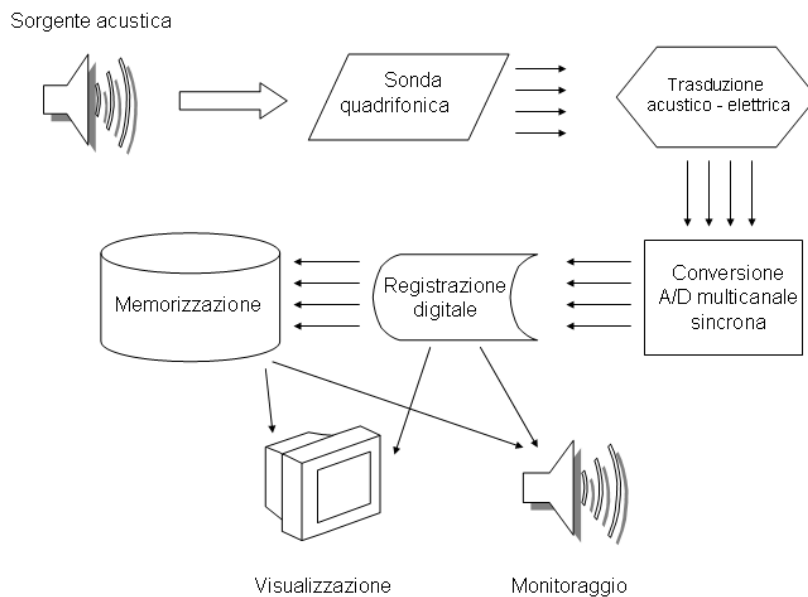 Sorgente acustica
Sonda
quadrifonica
Trasduzione
acustico - elettrica
Conversione
A/D multicanale
sincrona
Registrazione
digitale
Memorizzazione
Visualizzazione
Monitoraggio